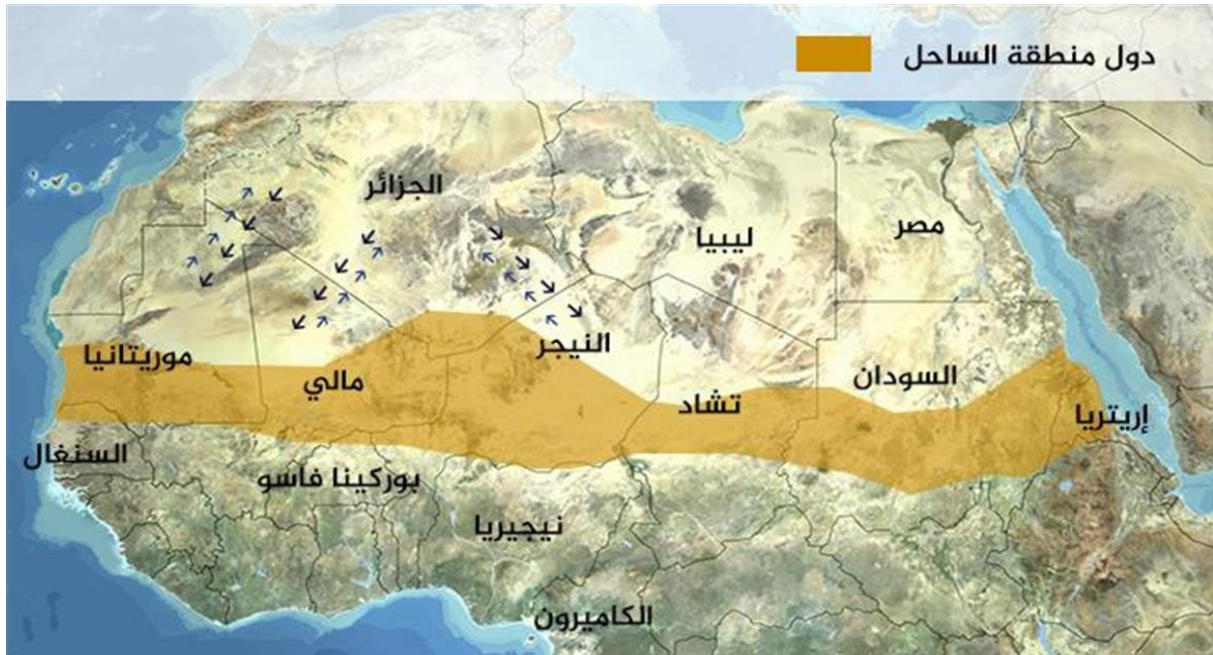 دول منطقة الساحل
الجزائر
ليبيا
مصر
موريتانيا
مالي
النيجر
تشاد
السودان
إريتريا
السنغال
بوركينا فاسو
نيجيريا
الكاميرون